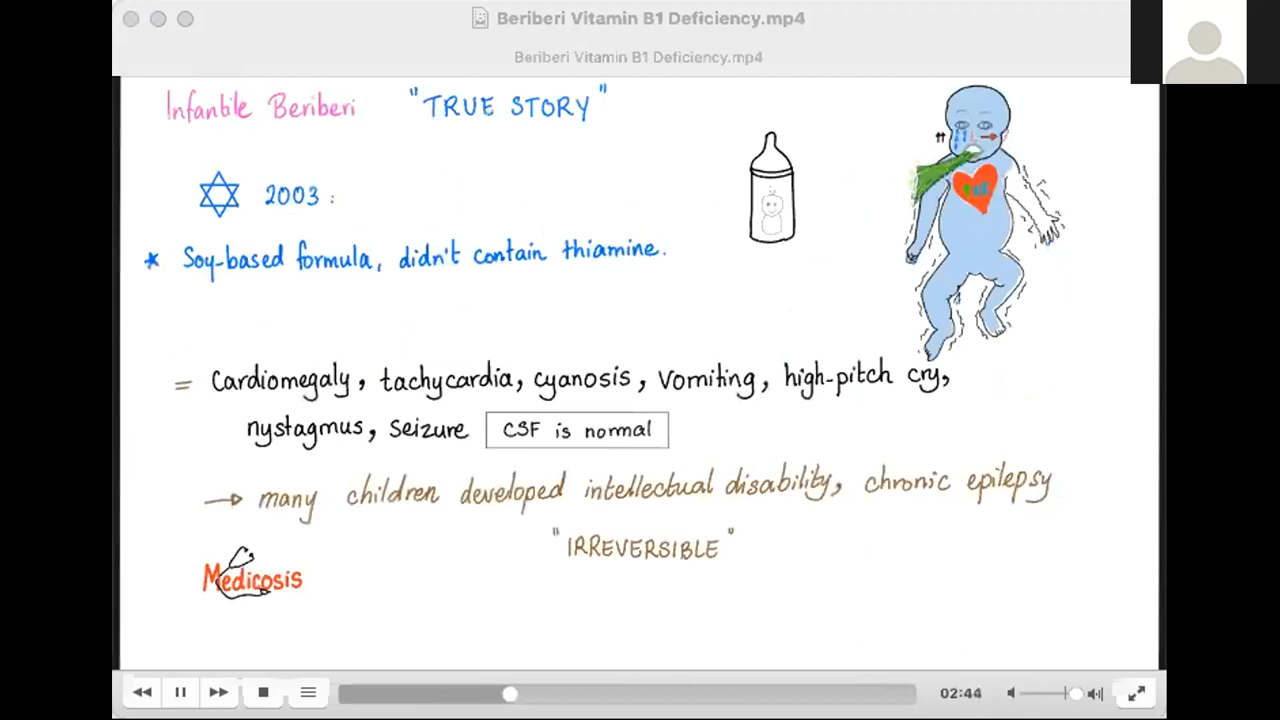 Beriberi Vitamin B1 Deficiency.mp4
Beriberi Vitamin B1 Deficiency.mp4
Infantile Beriberi "TRUE STORY"
2003 :
* Soy-based formula, didn't contain thiamine.
= Cardiomegaly, tachycardia, cyanosis, vomiting, high-pitch cry,
nystagmus, seizure CSF is normal
→ many children developed intellectual disability, chronic epilepsy
"IRREVERSIBLE"
Medicosis
02:44